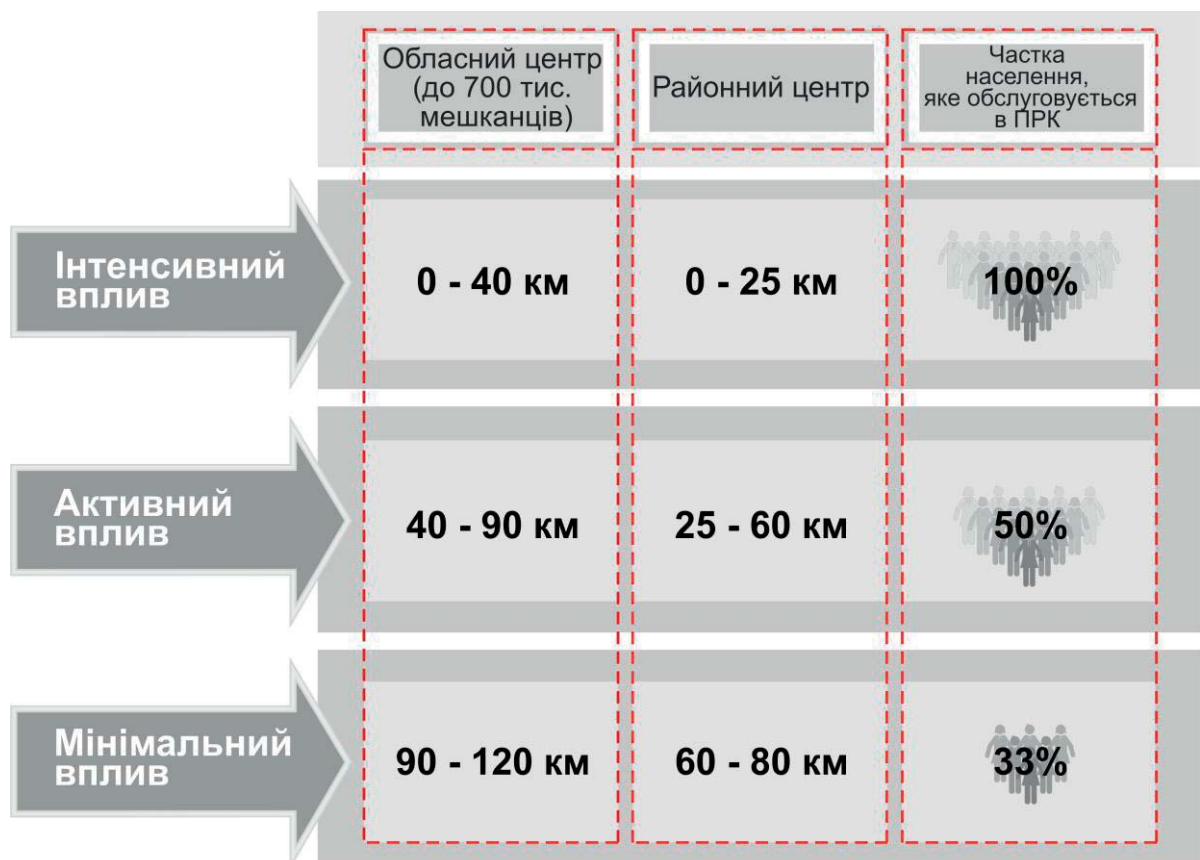 Обласний центр
(до 700 тис.
мешканців)
Районний центр
Частка
населення,
яке обслуговується
в ПРК
Інтенсивний
вплив
0 - 40 км
0 - 25 км
100%
Активний
вплив
40 - 90 км
25 - 60 км
50%
Мінімальний
вплив
90 - 120 км
60 - 80 км
33%